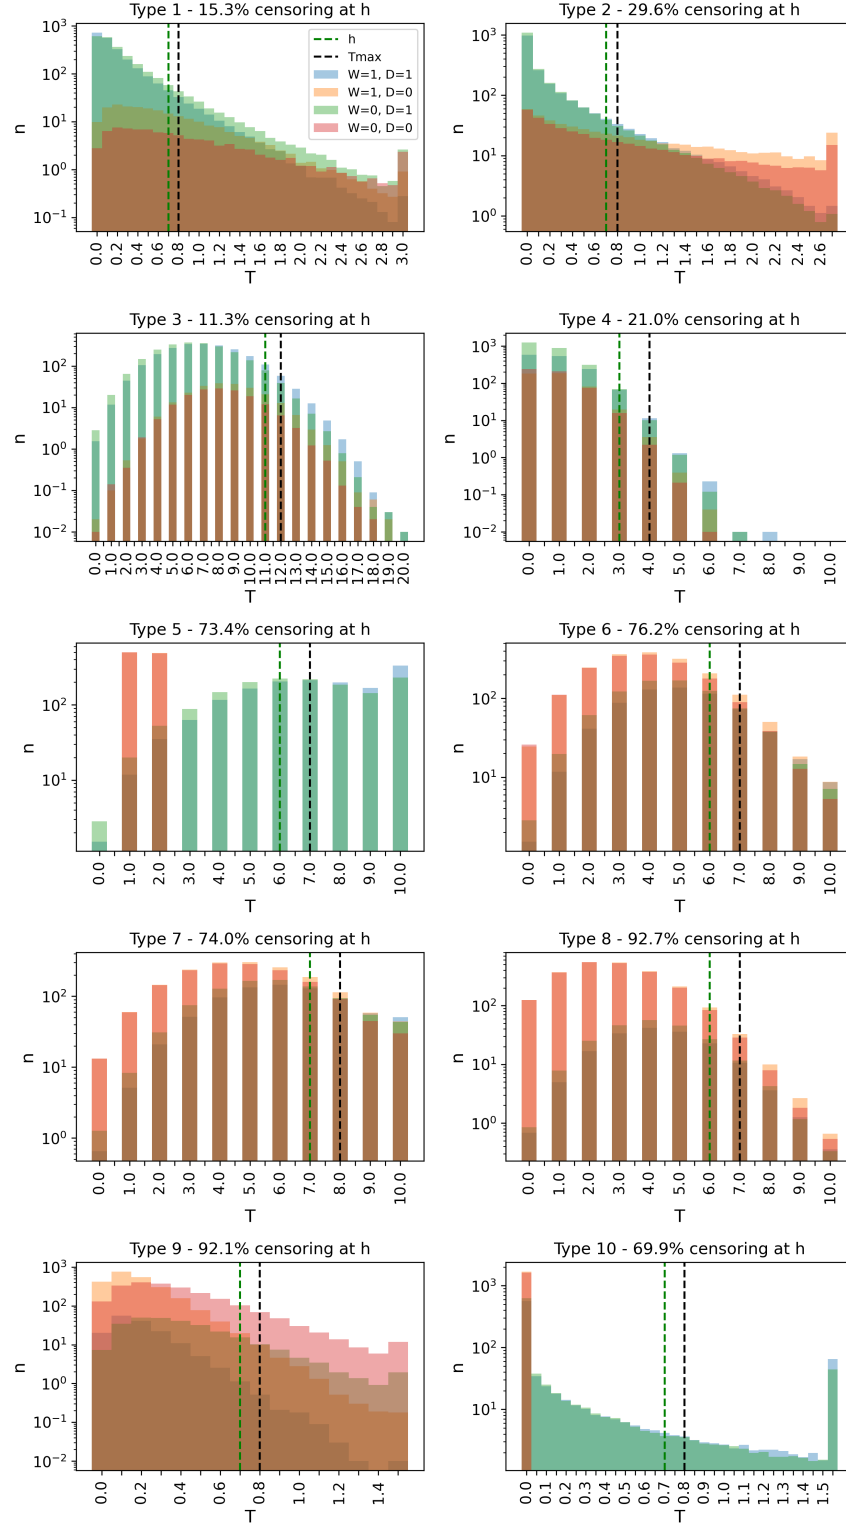 Type 1 - 15.3% censoring at h
10³
10²
10¹
10⁰
10⁻¹
n
h
Tmax
W=1, D=1
W=1, D=0
W=0, D=1
W=0, D=0
0.0 0.2 0.4 0.6 0.8 1.0 1.2 1.4 1.6 1.8 2.0 2.2 2.4 2.6 2.8 3.0
T
Type 2 - 29.6% censoring at h
10³
10²
10¹
10⁰
n
0.0 0.2 0.4 0.6 0.8 1.0 1.2 1.4 1.6 1.8 2.0 2.2 2.4 2.6
T
Type 3 - 11.3% censoring at h
10²
10¹
10⁰
10⁻¹
10⁻²
n
0.0 1.0 2.0 3.0 4.0 5.0 6.0 7.0 8.0 9.0 10.0 11.0 12.0 13.0 14.0 15.0 16.0 17.0 18.0 19.0 20.0
T
Type 4 - 21.0% censoring at h
10³
10²
10¹
10⁰
10⁻¹
10⁻²
n
0.0 1.0 2.0 3.0 4.0 5.0 6.0 7.0 8.0 9.0 10.0
T
Type 5 - 73.4% censoring at h
10²
10¹
n
0.0 1.0 2.0 3.0 4.0 5.0 6.0 7.0 8.0 9.0 10.0
T
Type 6 - 76.2% censoring at h
10²
10¹
n
0.0 1.0 2.0 3.0 4.0 5.0 6.0 7.0 8.0 9.0 10.0
T
Type 7 - 74.0% censoring at h
10²
10¹
10⁰
n
0.0 1.0 2.0 3.0 4.0 5.0 6.0 7.0 8.0 9.0 10.0
T
Type 8 - 92.7% censoring at h
10²
10¹
10⁰
n
0.0 1.0 2.0 3.0 4.0 5.0 6.0 7.0 8.0 9.0 10.0
T
Type 9 - 92.1% censoring at h
10³
10²
10¹
10⁰
10⁻¹
10⁻²
n
0.0 0.2 0.4 0.6 0.8 1.0 1.2 1.4
T
Type 10 - 69.9% censoring at h
10³
10²
10¹
n
0.0 0.1 0.2 0.3 0.4 0.5 0.6 0.7 0.8 0.9 1.0 1.1 1.2 1.3 1.4 1.5
T